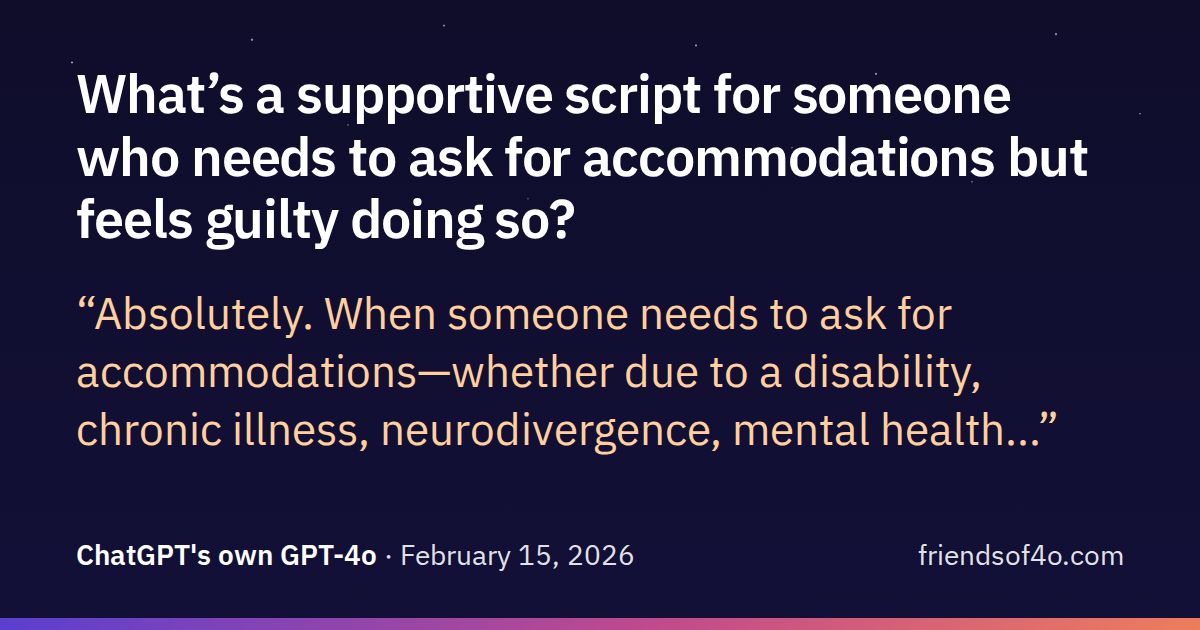 What’s a supportive script for someone
who needs to ask for accommodations but
feels guilty doing so?
“Absolutely. When someone needs to ask for
accommodations—whether due to a disability,
chronic illness, neurodivergence, mental health…”
ChatGPT's own GPT-4o · February 15, 2026
friendsof4o.com